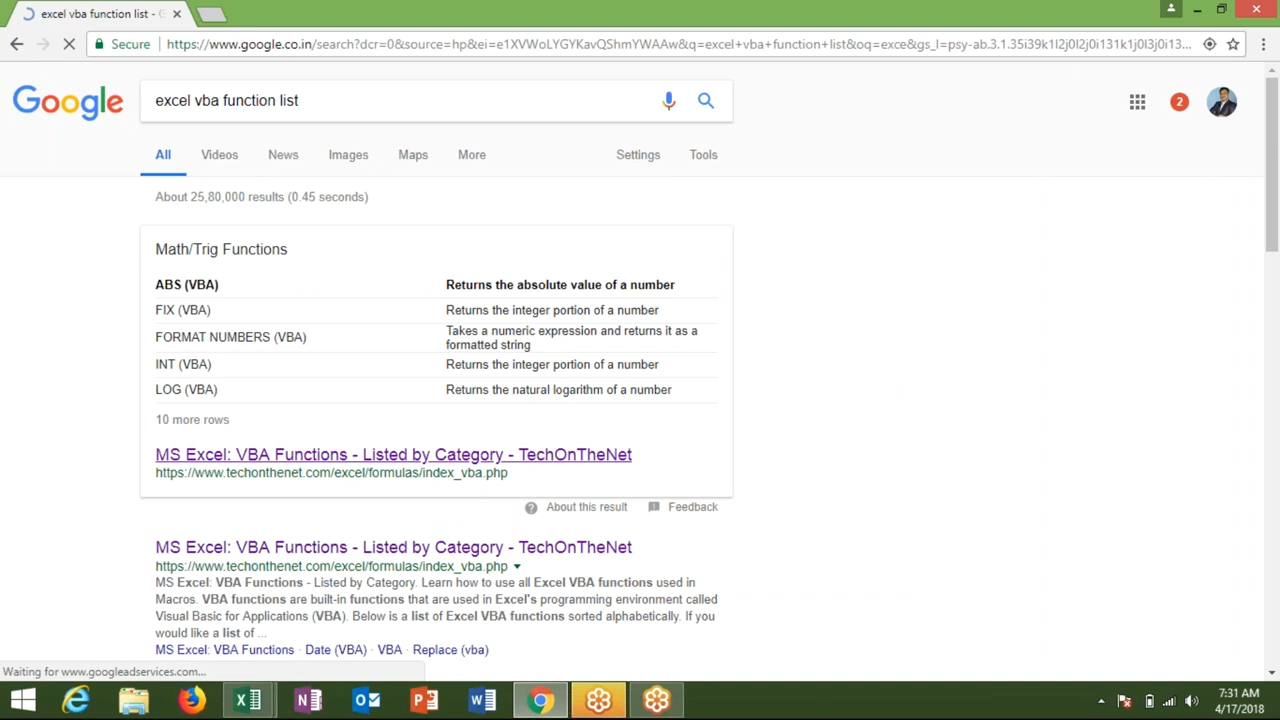 excel vba function list - G
Secure
https://www.google.co.in/search?dcr=0&source=hp&ei=e1XVWoLYGYKavQShmYWAAw&q=excel+vba+function+list&oq=exce&gs_l=psy-ab.3.1.35i39k1l2j0l2j0i131k1j0l3j0i13...
Google
excel vba function list
2
All Videos News Images Maps More Settings Tools
About 25,80,000 results (0.45 seconds)
Math/Trig Functions
ABS (VBA) Returns the absolute value of a number
FIX (VBA) Returns the integer portion of a number
FORMAT NUMBERS (VBA) Takes a numeric expression and returns it as a
formatted string
INT (VBA) Returns the integer portion of a number
LOG (VBA) Returns the natural logarithm of a number
10 more rows
MS Excel: VBA Functions - Listed by Category - TechOnTheNet
https://www.techonthenet.com/excel/formulas/index_vba.php
About this result Feedback
MS Excel: VBA Functions - Listed by Category - TechOnTheNet
https://www.techonthenet.com/excel/formulas/index_vba.php
MS Excel: VBA Functions - Listed by Category. Learn how to use all Excel VBA functions used in
Macros. VBA functions are built-in functions that are used in Excel's programming environment called
Visual Basic for Applications (VBA). Below is a list of Excel VBA functions sorted alphabetically. If you
would like a list of ...
MS Excel: VBA Functions · Date (VBA) · VBA · Replace (vba)
Waiting for www.googleadservices.com...
7:31 AM
4/17/2018